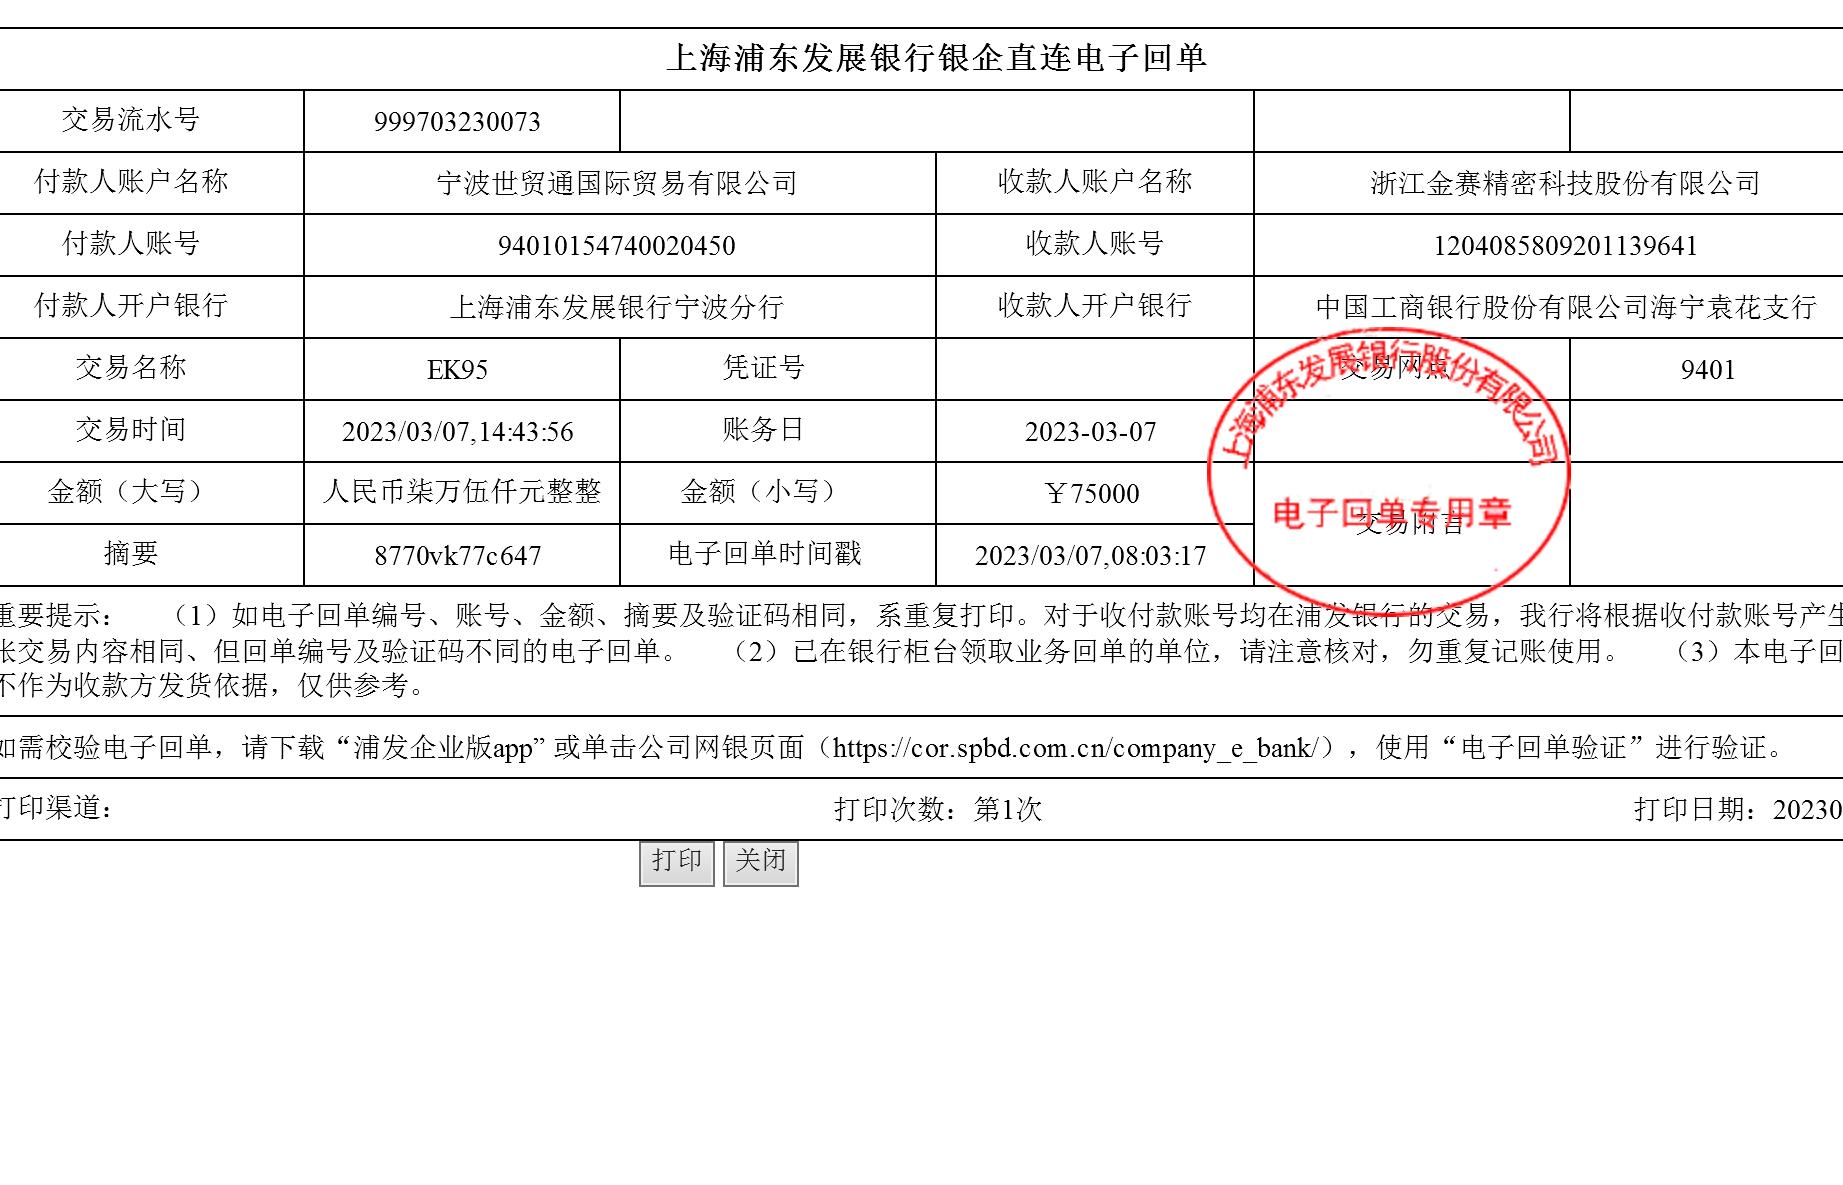 上海浦东发展银行银企直连电子回单
交易流水号 999703230073
付款人账户名称 宁波世贸通国际贸易有限公司 收款人账户名称 浙江金赛精密科技股份有限公司
付款人账号 94010154740020450 收款人账号 1204085809201139641
付款人开户银行 上海浦东发展银行宁波分行 收款人开户银行 中国工商银行股份有限公司海宁袁花支行
交易名称 EK95 凭证号 交易网点 9401
交易时间 2023/03/07,14:43:56 账务日 2023-03-07
金额（大写） 人民币柒万伍仟元整整 金额（小写） ￥75000
交易附言
摘要 8770vk77c647 电子回单时间戳 2023/03/07,08:03:17
上海浦东发展银行股份有限公司
电子回单专用章
重要提示： （1）如电子回单编号、账号、金额、摘要及验证码相同，系重复打印。对于收付款账号均在浦发银行的交易，我行将根据收付款账号产生
张交易内容相同、但回单编号及验证码不同的电子回单。 （2）已在银行柜台领取业务回单的单位，请注意核对，勿重复记账使用。 （3）本电子回
不作为收款方发货依据，仅供参考。
如需校验电子回单，请下载“浦发企业版app” 或单击公司网银页面（https://cor.spbd.com.cn/company_e_bank/），使用“电子回单验证”进行验证。
打印渠道： 打印次数：第1次 打印日期：20230
打印 关闭